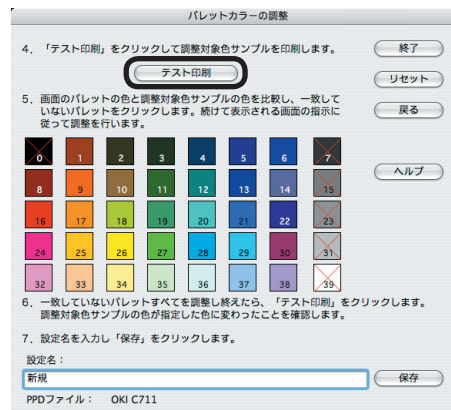 パレットカラーの調整
4. 「テスト印刷」をクリックして調整対象色サンプルを印刷します。
終了
テスト印刷
リセット
5. 画面のパレットの色と調整対象色サンプルの色を比較し、一致して
いないパレットをクリックします。続けて表示される画面の指示に
従って調整を行います。
戻る
ヘルプ
0 1 2 3 4 5 6 7
8 9 10 11 12 13 14 15
16 17 18 19 20 21 22 23
24 25 26 27 28 29 30 31
32 33 34 35 36 37 38 39
6. 一致していないパレットすべてを調整し終えたら、「テスト印刷」をクリックします。
調整対象色サンプルの色が指定した色に変わったことを確認します。
7. 設定名を入力し「保存」をクリックします。
設定名：
新規
保存
PPDファイル： OKI C711